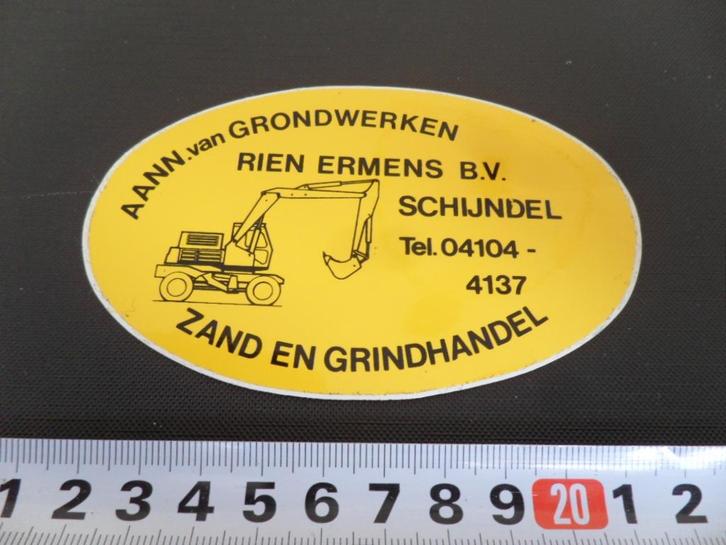 AANN. van GRONDWERKEN
RIEN ERMENS B.V.
SCHIJNDEL
Tel. 04104 -
4137
ZAND EN GRINDHANDEL
1 2 3 4 5 6 7 8 9 20 1 2